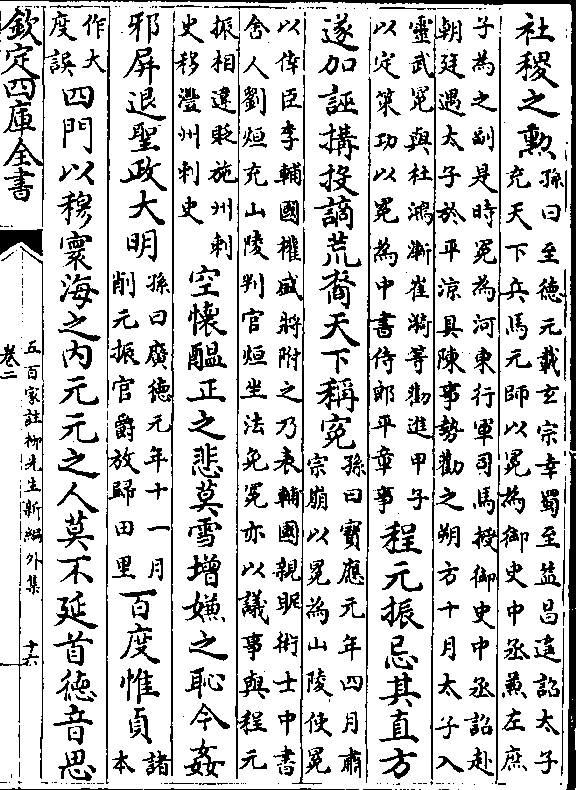 社稷之勲
孫曰至徳元載玄宗幸蜀至益昌遥詔太子
充天下兵馬元師以冕為御史中丞兼左庶
子為之副是時冕為河東行軍司馬授御史中丞詔赴
朝廷遇太子於平涼具陳事勢勸之朔方十月太子入
靈武冕與杜鴻漸崔漪等勸進甲子
以定策功以冕為中書侍郎平章事
程元振忌其直方
遂加誣搆投謫荒裔天下稱寃
孫曰寳應元年四月肅
宗崩以冕為山陵使冕
以倖臣李輔國權盛將附之乃表輔國親昵術士中書
舍人劉烜充山陵判官烜坐法免冕亦以議事與程元
振相違貶施州刺
史移澧州刺史
空懷醖正之悲莫雪增嫌之恥今姦
邪屏退聖政大明
孫曰廣徳元年十一月
削元振官爵放歸田里
百度惟貞
諸
本
作大
度誤
四門以穆寰海之内元元之人莫不延首徳音思
欽定四庫全書
五百家註柳先生新編外集
卷二
十六